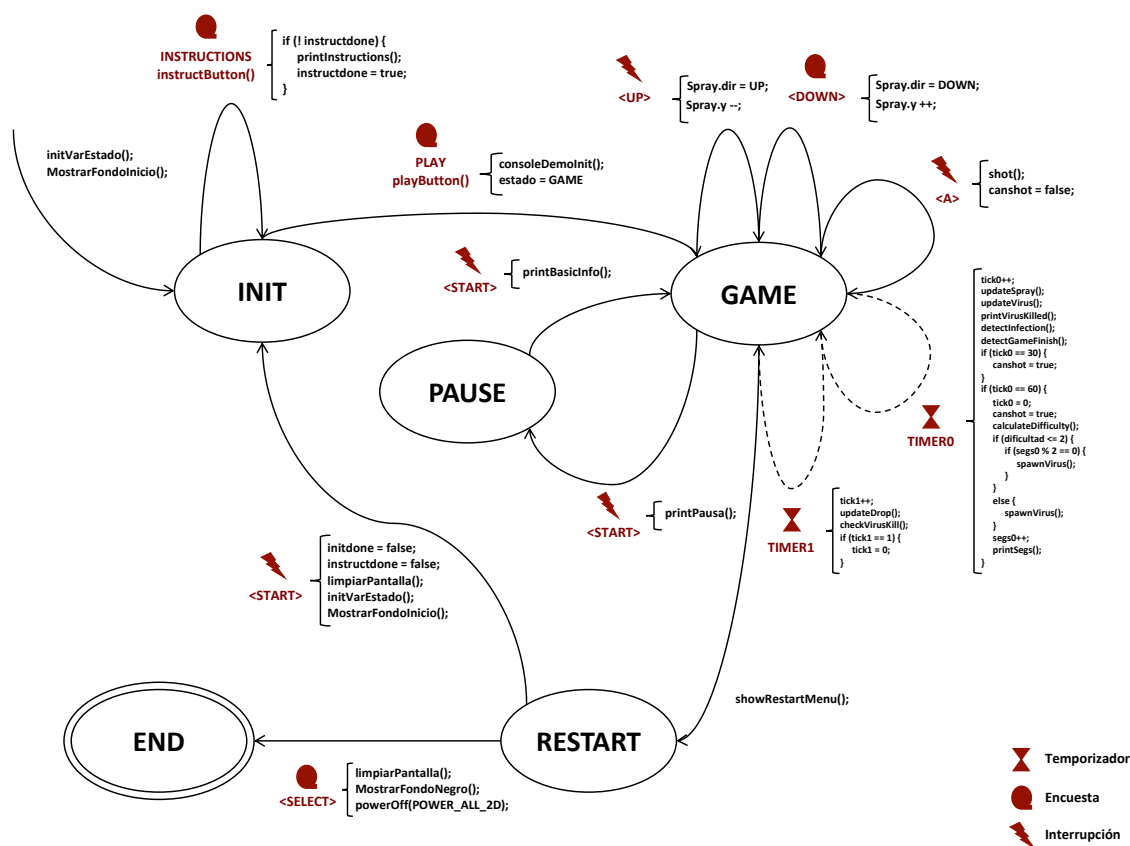 INSTRUCTIONS
instructButton()
if (! instructdone) {
printInstructions();
instructdone = true;
}
initVarEstado();
MostrarFondoInicio();
PLAY
playButton()
consoleDemoInit();
estado = GAME
<UP>
Spray.dir = UP;
Spray.y --;
<DOWN>
Spray.dir = DOWN;
Spray.y ++;
<A>
shot();
canshot = false;
INIT
<START>
printBasicInfo();
GAME
PAUSE
tick0++;
updateSpray();
updateVirus();
printVirusKilled();
detectInfection();
detectGameFinish();
if (tick0 == 30) {
canshot = true;
}
if (tick0 == 60) {
tick0 = 0;
canshot = true;
calculateDifficulty();
if (dificultad <= 2) {
if (segs0 % 2 == 0) {
spawnVirus();
}
}
else {
spawnVirus();
}
segs0++;
printSegs();
}
TIMER0
<START>
printPausa();
TIMER1
tick1++;
updateDrop();
checkVirusKill();
if (tick1 == 1) {
tick1 = 0;
}
<START>
initdone = false;
instructdone = false;
limpiarPantalla();
initVarEstado();
MostrarFondoInicio();
showRestartMenu();
END
RESTART
<SELECT>
limpiarPantalla();
MostrarFondoNegro();
powerOff(POWER_ALL_2D);
Temporizador
Encuesta
Interrupción